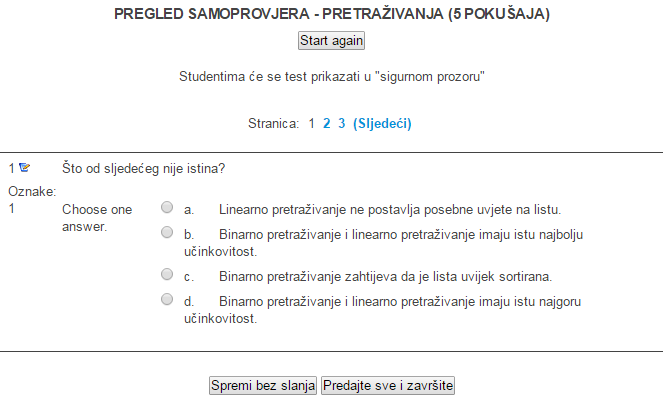 PREGLED SAMOPROVJERA - PRETRAŽIVANJA (5 POKUŠAJA)
Start again
Studentima će se test prikazati u "sigurnom prozoru"
Stranica: 1 2 3 (Sljedeći)
1 Što od sljedećeg nije istina?
Oznake:
1
Choose one
answer.
a. Linearno pretraživanje ne postavlja posebne uvjete na listu.
b. Binarno pretraživanje i linearno pretraživanje imaju istu najbolju
učinkovitost.
c. Binarno pretraživanje zahtijeva da je lista uvijek sortirana.
d. Binarno pretraživanje i linearno pretraživanje imaju istu najgoru
učinkovitost.
Spremi bez slanja Predajte sve i završite